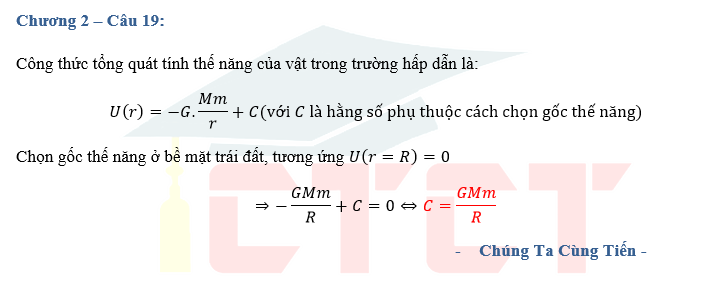 Chương 2 – Câu 19:
Công thức tổng quát tính thế năng của vật trong trường hấp dẫn là:
U(r) = −G.\frac{Mm}{r} + C(với C là hằng số phụ thuộc cách chọn gốc thế năng)
Chọn gốc thế năng ở bề mặt trái đất, tương ứng U(r = R) = 0
⇒ −\frac{GMm}{R} + C = 0 ⇔ C = \frac{GMm}{R}
- Chúng Ta Cùng Tiến -
CTCT